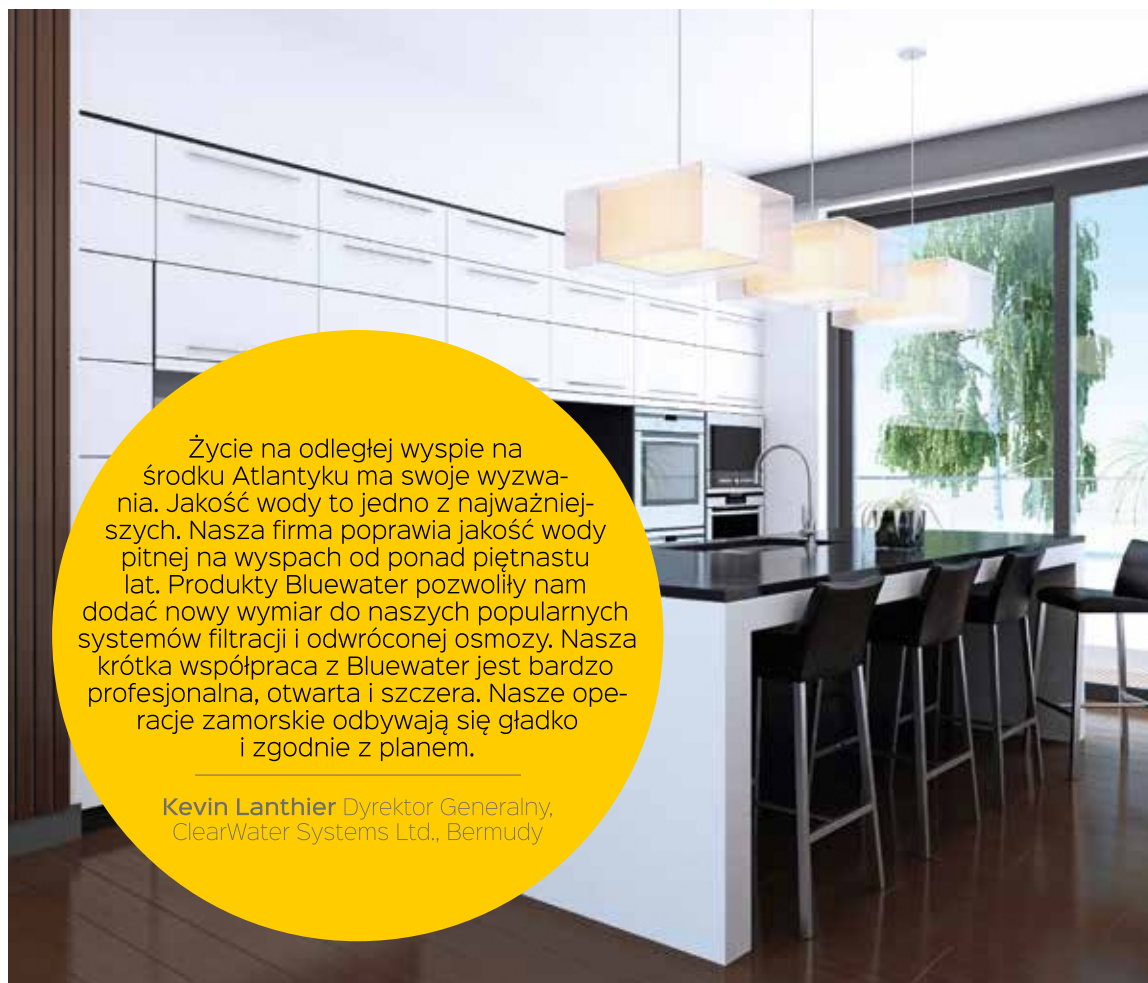 Życie na odległej wyspie na
środku Atlantyku ma swoje wyzwa-
nia. Jakość wody to jedno z najważniej-
szych. Nasza firma poprawia jakość wody
pitnej na wyspach od ponad piętnastu
lat. Produkty Bluewater pozwoliły nam
dodać nowy wymiar do naszych popularnych
systemów filtracji i odwróconej osmozy. Nasza
krótka współpraca z Bluewater jest bardzo
profesjonalna, otwarta i szczera. Nasze ope-
racje zamorskie odbywają się gładko
i zgodnie z planem.
Kevin Lanthier Dyrektor Generalny,
ClearWater Systems Ltd., Bermudy